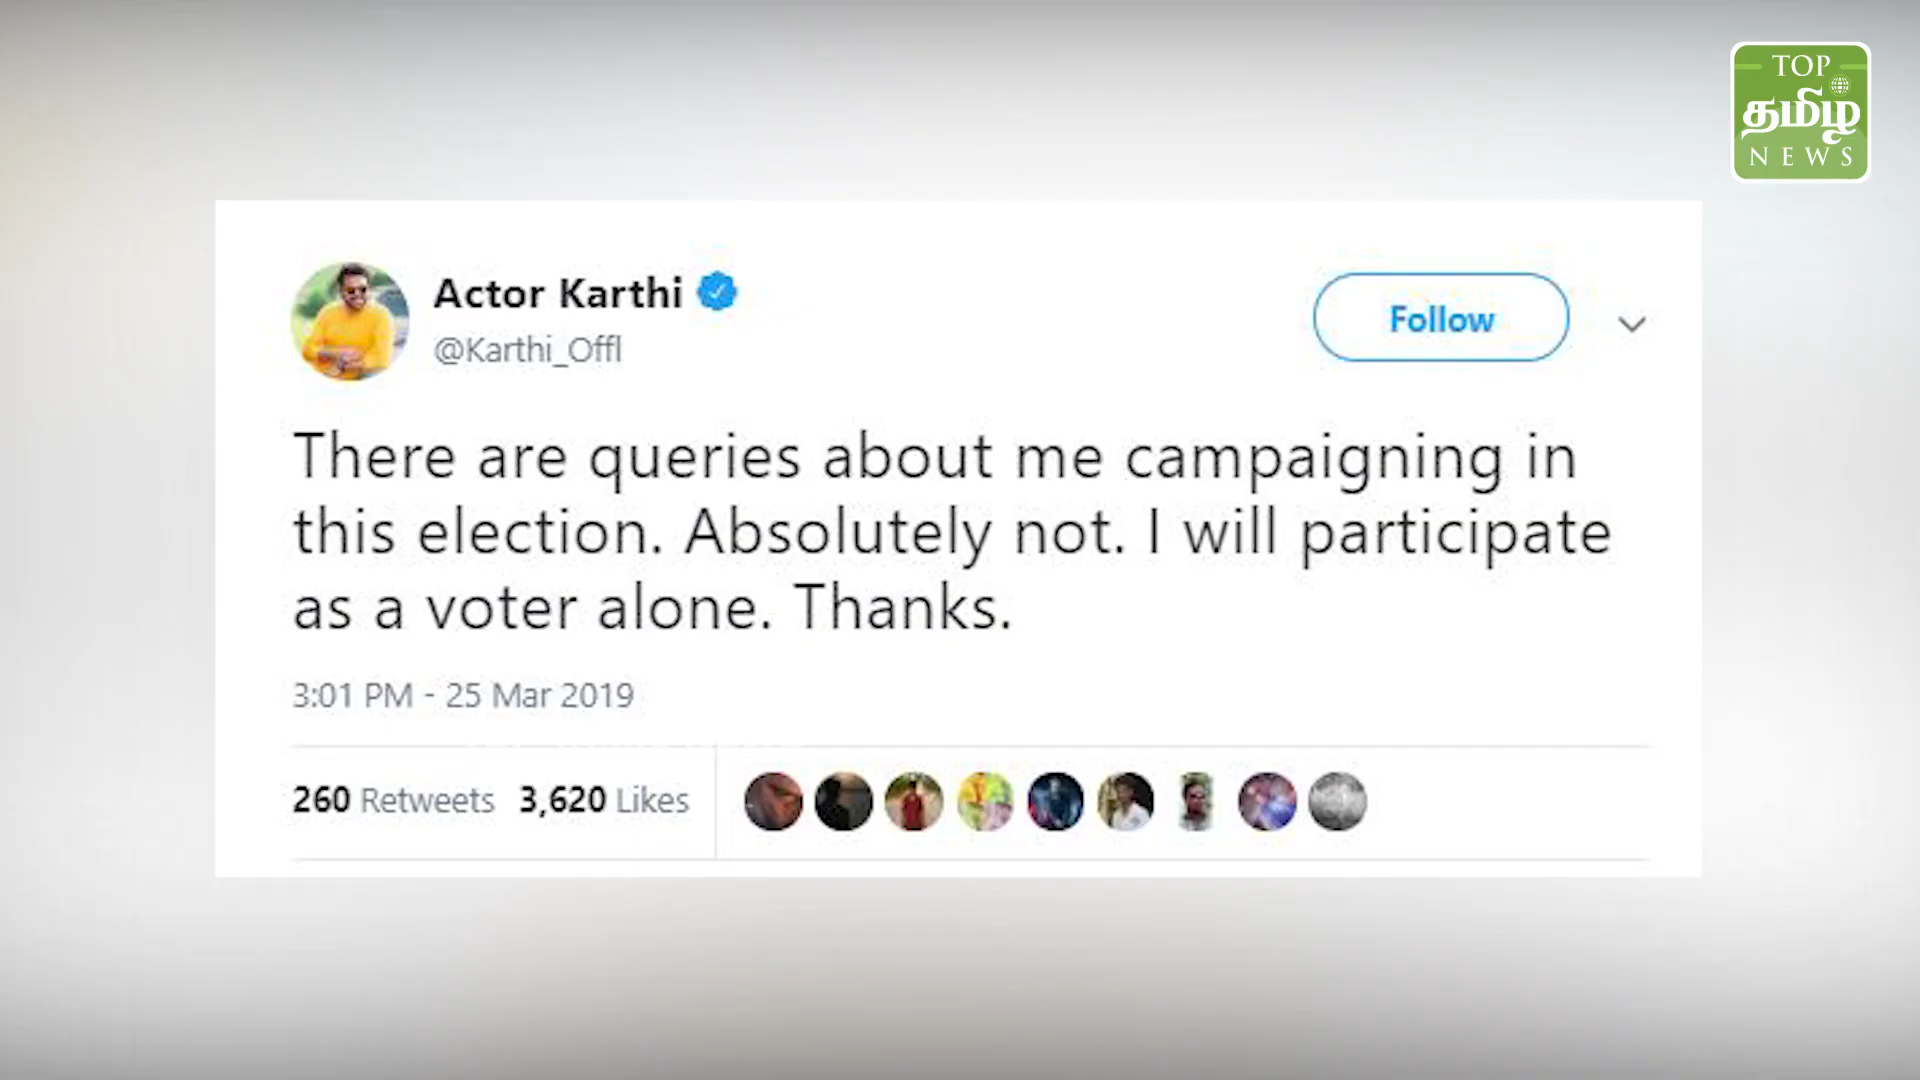 TOP
தமிழ்
NEWS
Actor Karthi
@Karthi_Offl
Follow
There are queries about me campaigning in
this election. Absolutely not. I will participate
as a voter alone. Thanks.
3:01 PM - 25 Mar 2019
260 Retweets 3,620 Likes